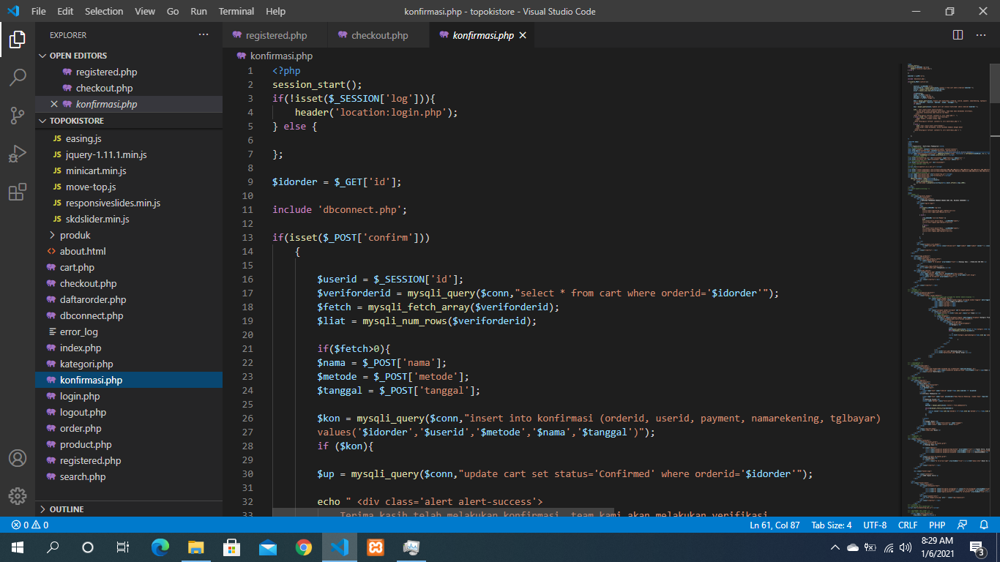 File Edit Selection View Go Run Terminal Help konfirmasi.php - topokistore - Visual Studio Code
EXPLORER
OPEN EDITORS
registered.php
checkout.php
konfirmasi.php
TOPOKISTORE
JS easing.js
JS jquery-1.11.1.min.js
JS minicart.min.js
JS move-top.js
JS responsiveslides.min.js
JS skdslider.min.js
produk
about.html
cart.php
checkout.php
daftarorder.php
dbconnect.php
error_log
index.php
kategori.php
konfirmasi.php
login.php
logout.php
order.php
product.php
registered.php
search.php
OUTLINE
registered.php checkout.php konfirmasi.php
konfirmasi.php
1 <?php
2 session_start();
3 if(!isset($_SESSION['log'])){
4 header('location:login.php');
5 } else {
6
7 };
8
9 $idorder = $_GET['id'];
10
11 include 'dbconnect.php';
12
13 if(isset($_POST['confirm']))
14 {
15
16 $userid = $_SESSION['id'];
17 $veriforderid = mysqli_query($conn,"select * from cart where orderid='$idorder'");
18 $fetch = mysqli_fetch_array($veriforderid);
19 $liat = mysqli_num_rows($veriforderid);
20
21 if($fetch>0){
22 $nama = $_POST['nama'];
23 $metode = $_POST['metode'];
24 $tanggal = $_POST['tanggal'];
25
26 $kon = mysqli_query($conn,"insert into konfirmasi (orderid, userid, payment, namarekening, tglbayar)
27 values('$idorder','$userid','$metode','$nama','$tanggal')");
28 if ($kon){
29
30 $up = mysqli_query($conn,"update cart set status='Confirmed' where orderid='$idorder'");
31
32 echo " <div class='alert alert-success'>
33 Terima kasih telah melakukan konfirmasi, team kami akan melakukan verifikasi
0 0 Ln 61, Col 87 Tab Size: 4 UTF-8 CRLF PHP
8:29 AM
1/6/2021
3